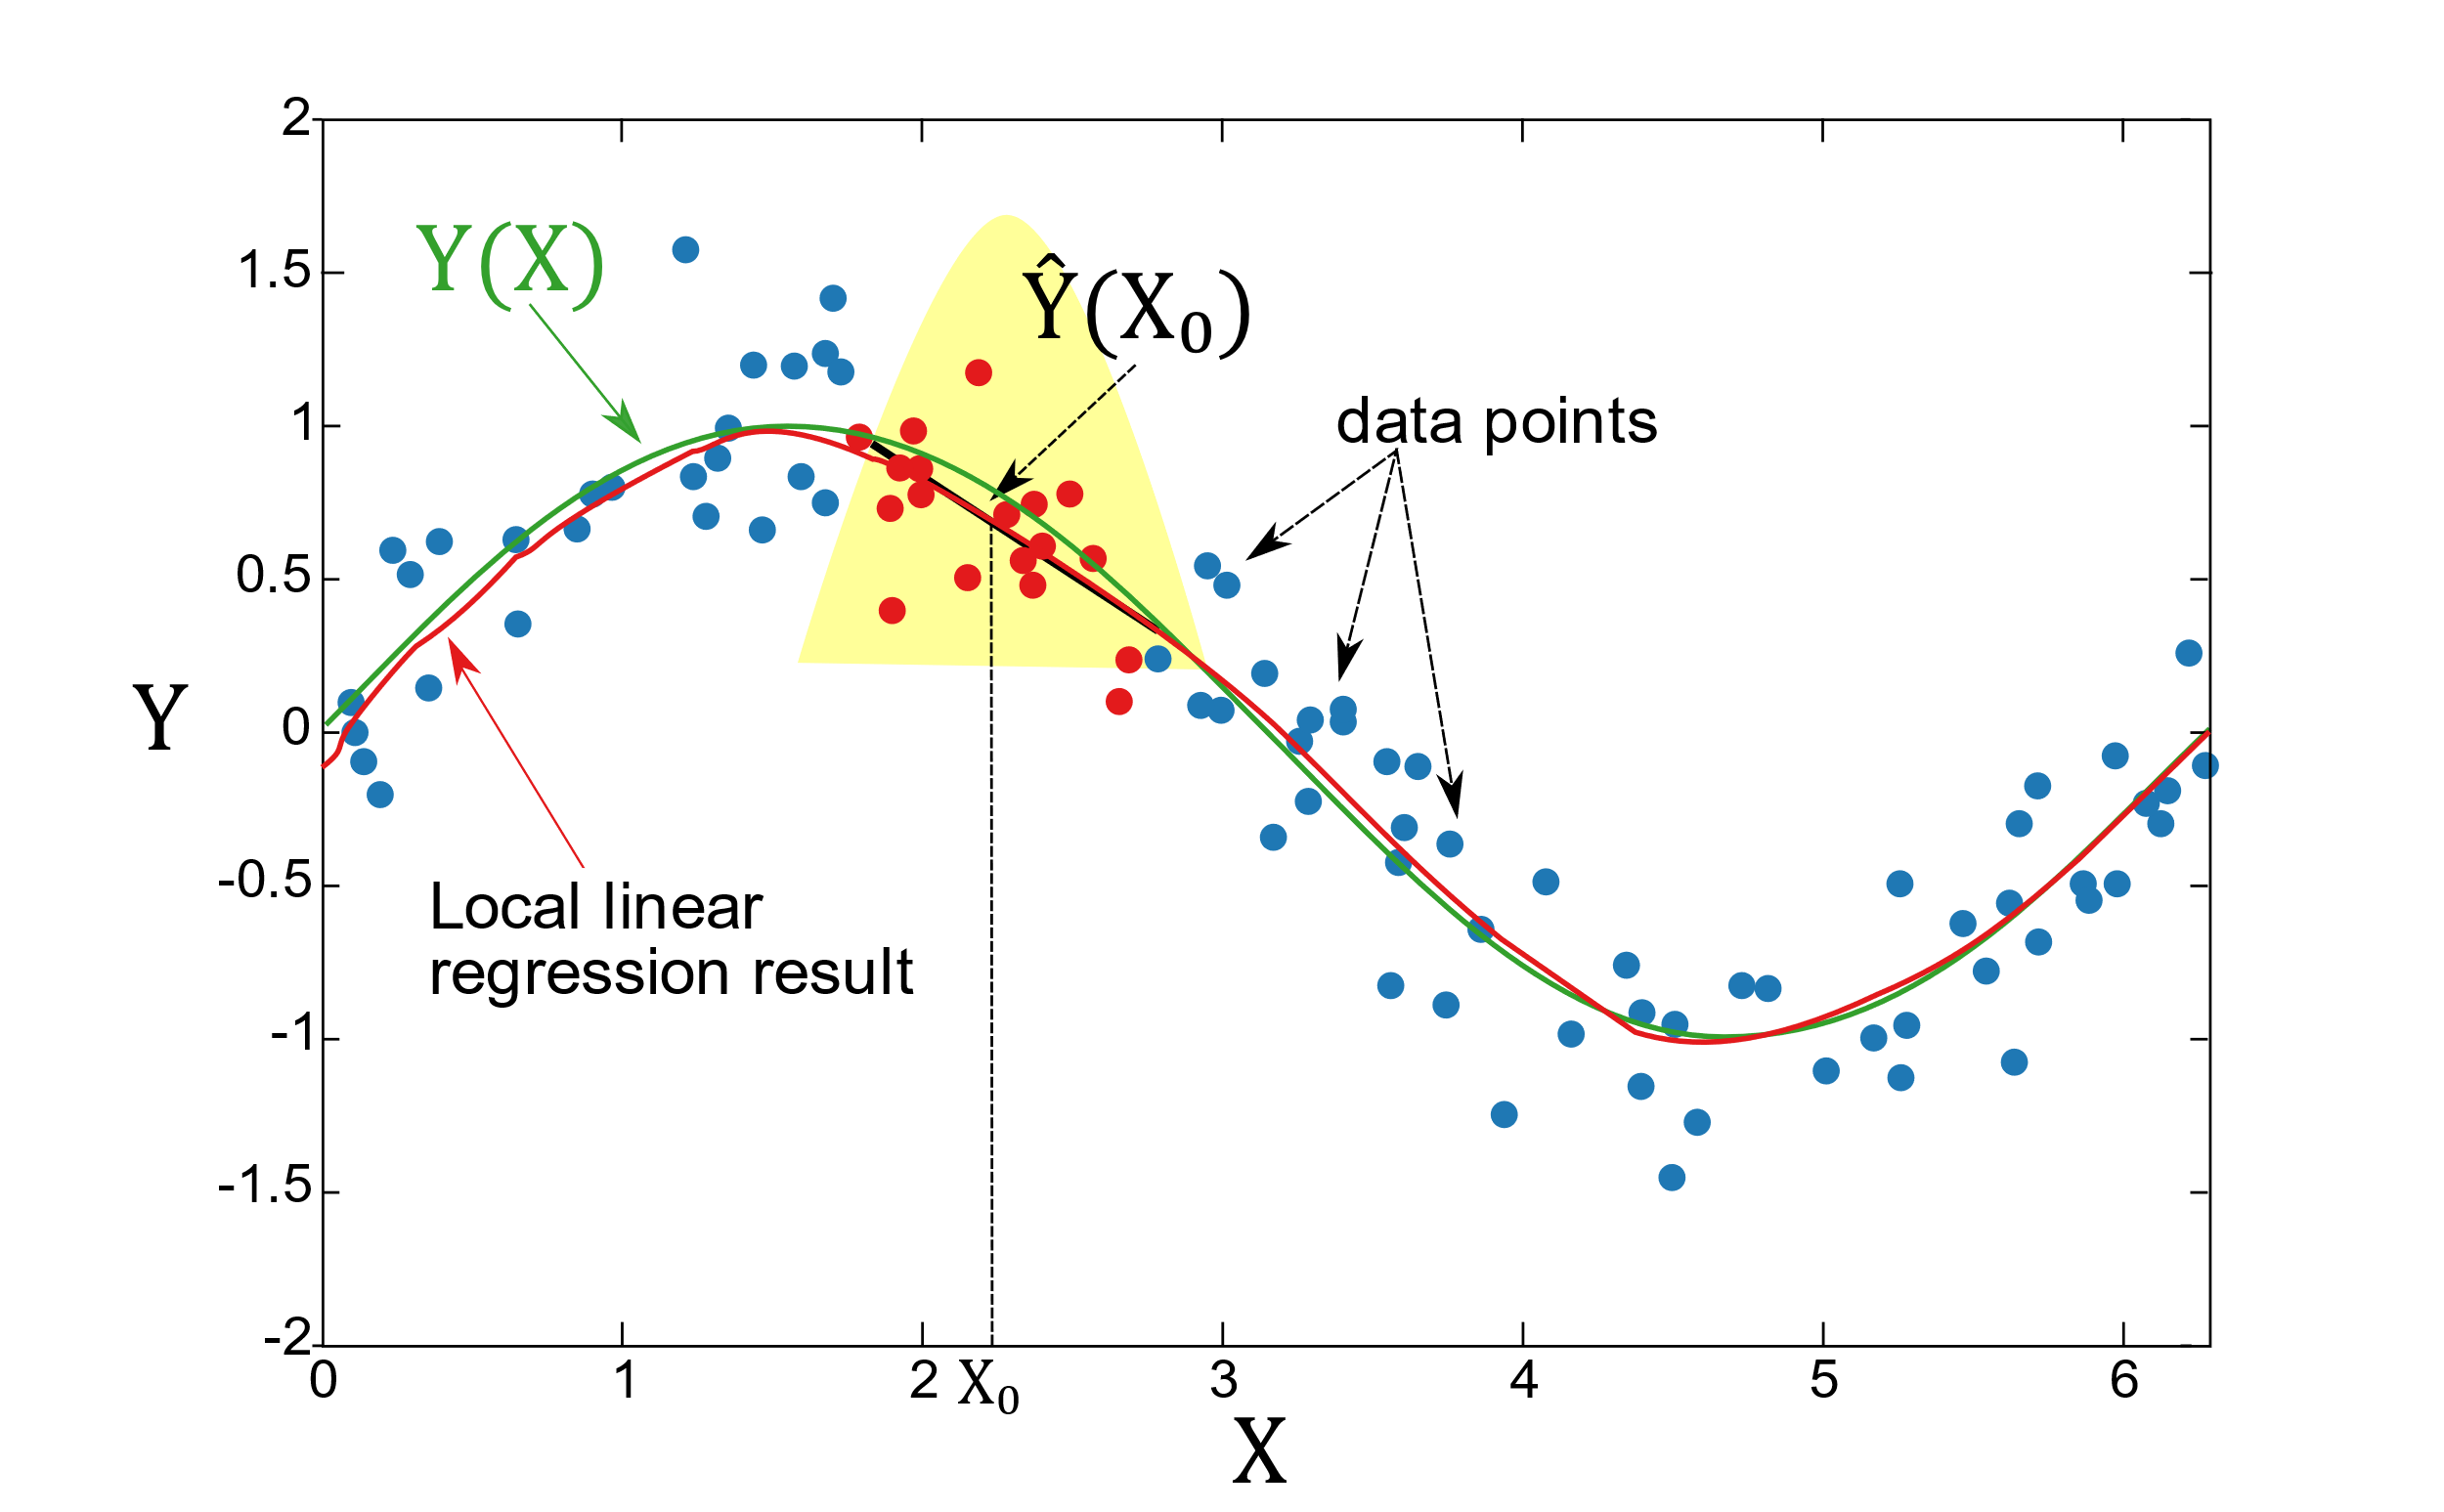 2
1.5
1
0.5
0
-0.5
-1
-1.5
-2
Y
Y(X)
Ŷ(X₀)
data points
Local linear
regression result
0 1 2 X₀ 3 4 5 6
X